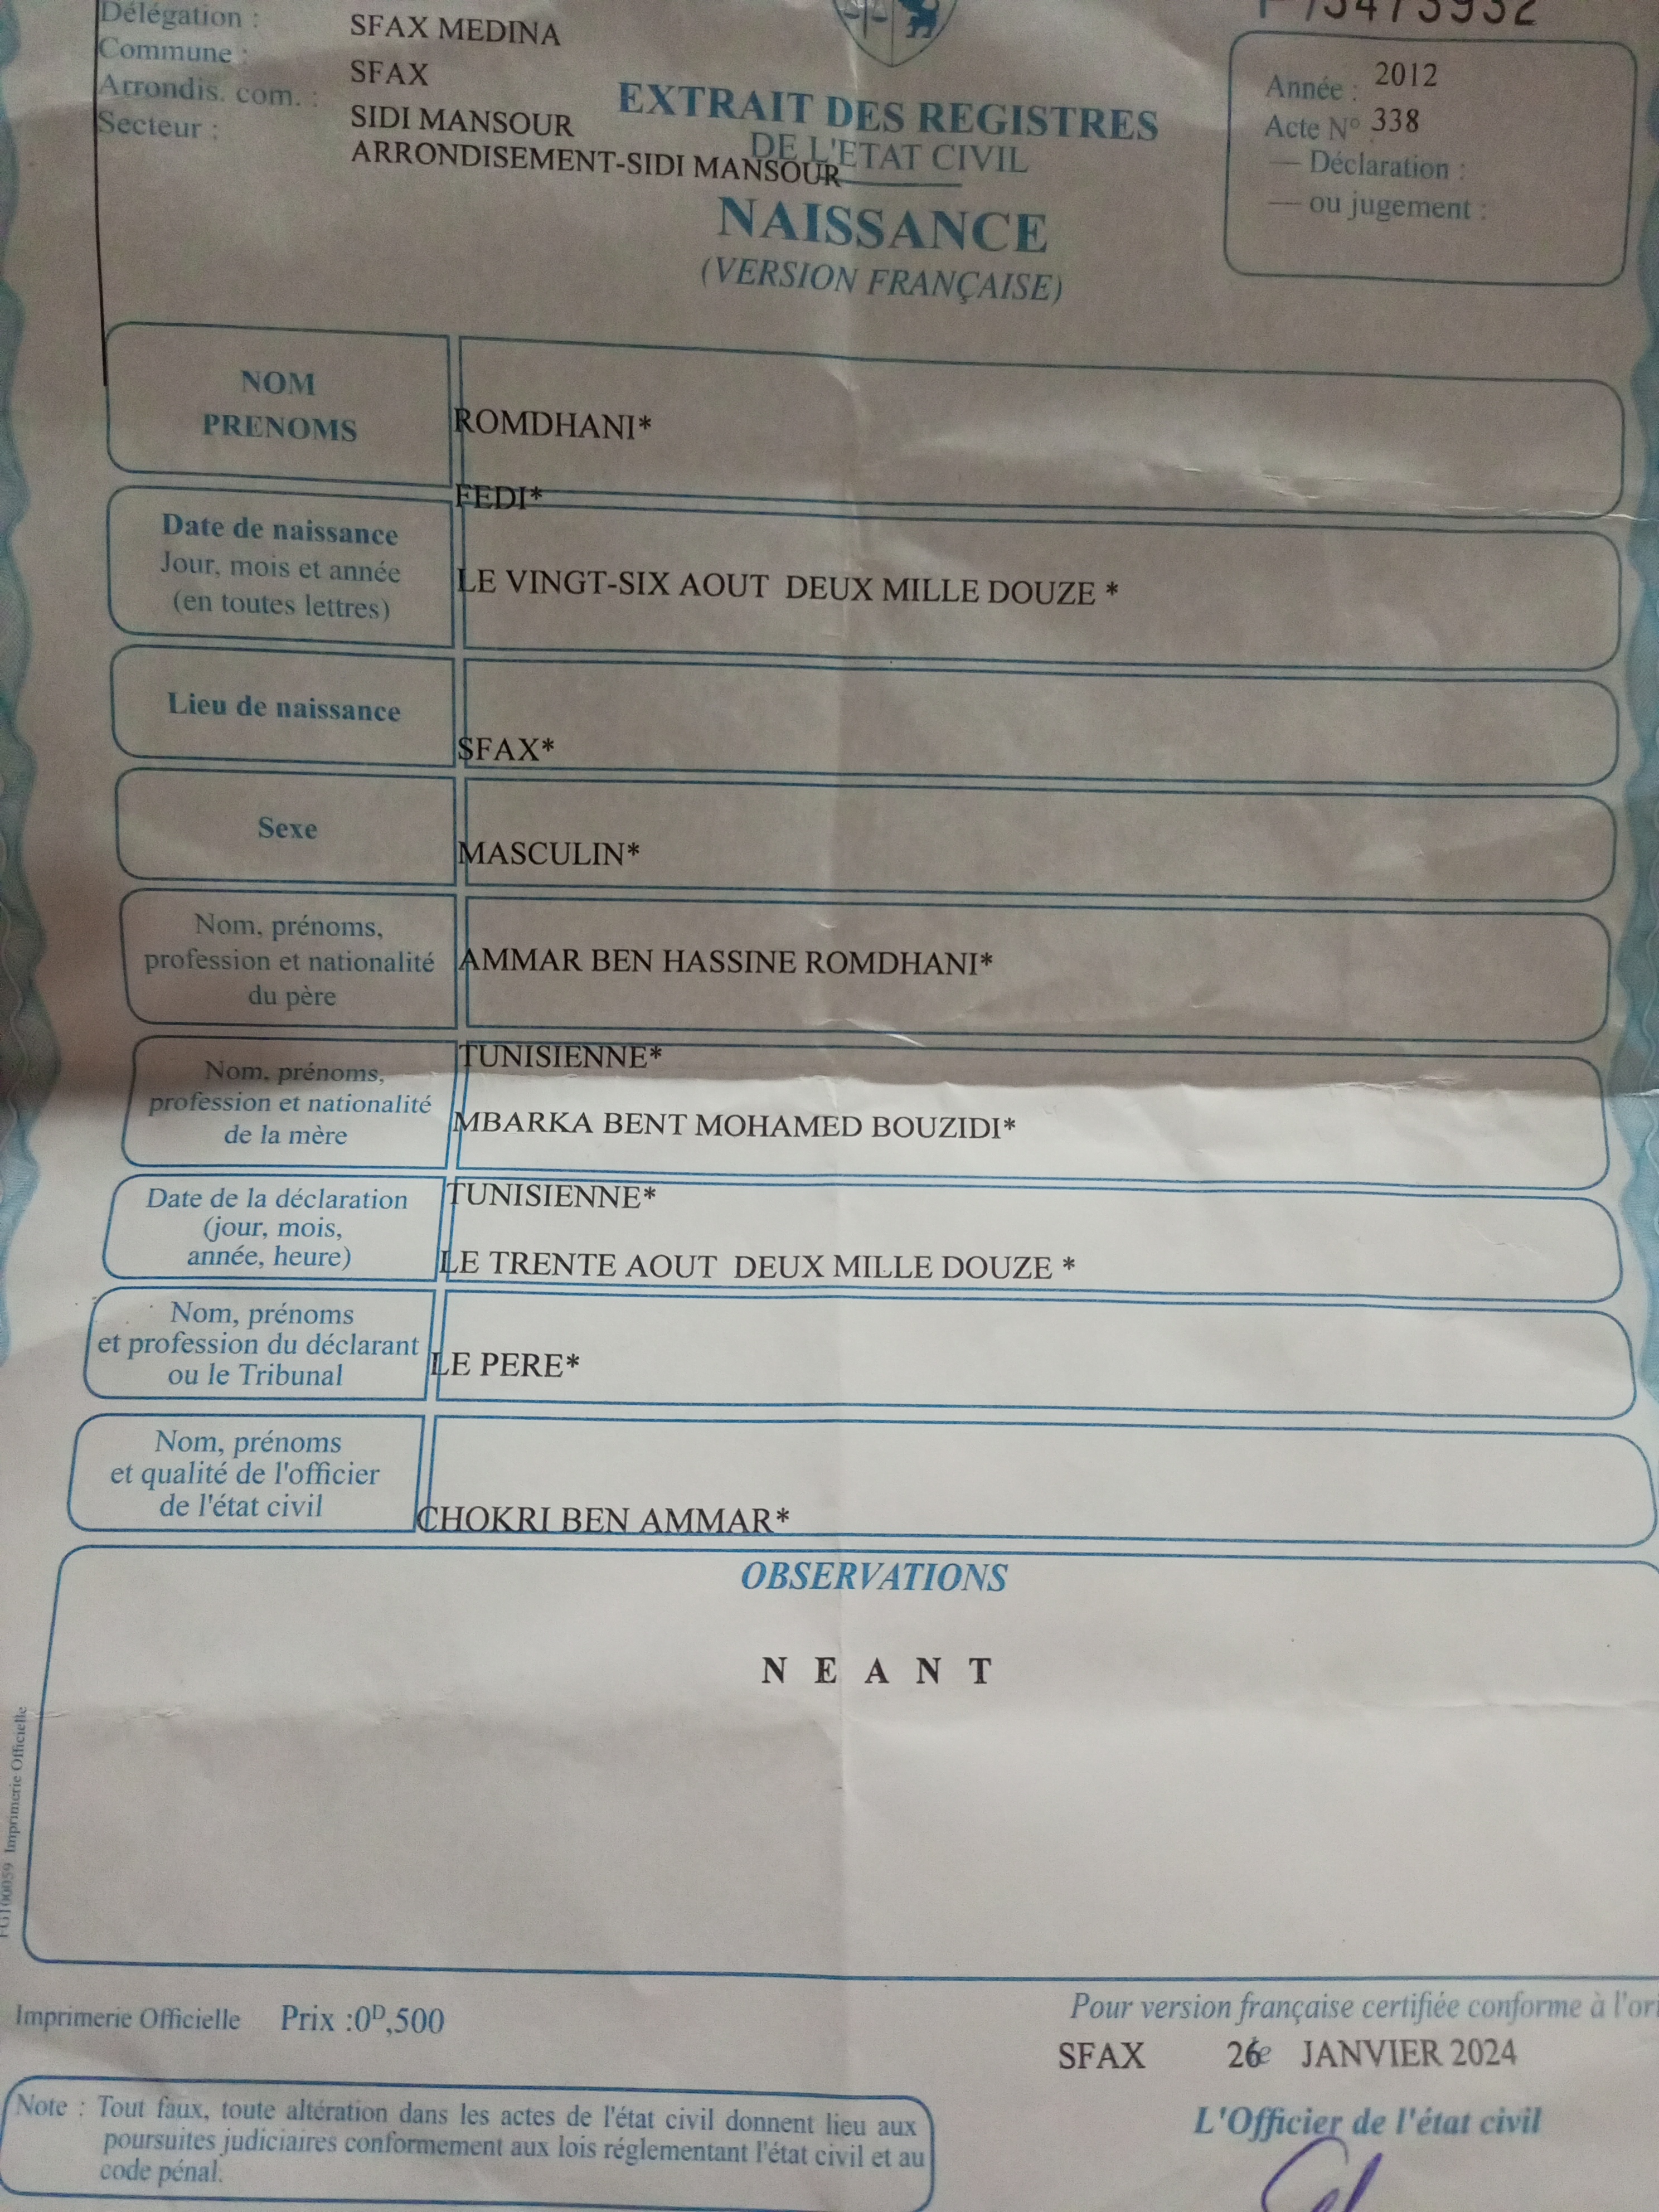 Délégation : SFAX MEDINA
Commune : SFAX
Arrondis. com. : SIDI MANSOUR
Secteur : ARRONDISEMENT-SIDI MANSOUR
EXTRAIT DES REGISTRES
DE L'ETAT CIVIL
NAISSANCE
(VERSION FRANÇAISE)
Année : 2012
Acte N° 338
— Déclaration :
— ou jugement :
NOM
PRENOMS
ROMDHANI*
FEDI*
Date de naissance
Jour, mois et année
(en toutes lettres)
LE VINGT-SIX AOUT DEUX MILLE DOUZE *
Lieu de naissance
SFAX*
Sexe
MASCULIN*
Nom, prénoms,
profession et nationalité
du père
AMMAR BEN HASSINE ROMDHANI*
TUNISIENNE*
Nom, prénoms,
profession et nationalité
de la mère
MBARKA BENT MOHAMED BOUZIDI*
TUNISIENNE*
Date de la déclaration
(jour, mois,
année, heure)
LE TRENTE AOUT DEUX MILLE DOUZE *
Nom, prénoms
et profession du déclarant
ou le Tribunal
LE PERE*
Nom, prénoms
et qualité de l'officier
de l'état civil
CHOKRI BEN AMMAR*
OBSERVATIONS
N E A N T
Imprimerie Officielle
Imprimerie Officielle Prix :0ᴰ,500
Pour version française certifiée conforme à l'ori
SFAX 26 JANVIER 2024
L'Officier de l'état civil
Note : Tout faux, toute altération dans les actes de l'état civil donnent lieu aux
poursuites judiciaires conformement aux lois réglementant l'état civil et au
code pénal.